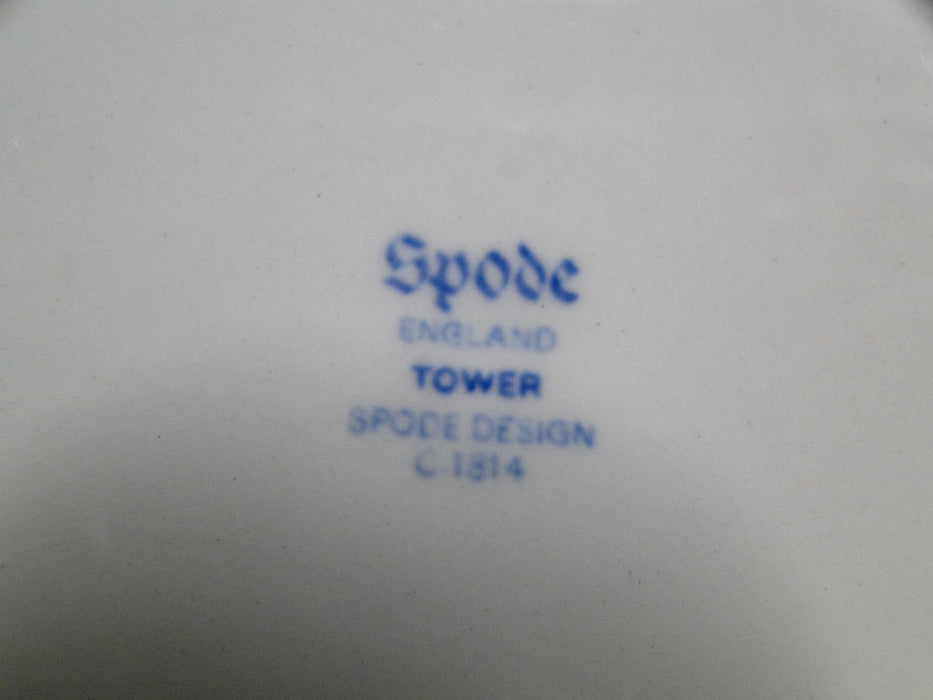 Spode
ENGLAND
TOWER
SPODE DESIGN
C.1814